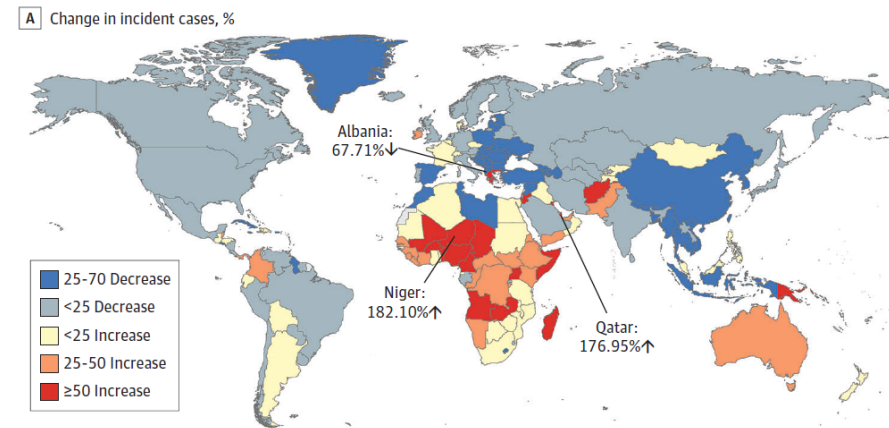 A Change in incident cases, %
Albania:
67.71%↓
25-70 Decrease
<25 Decrease
<25 Increase
25-50 Increase
≥50 Increase
Niger:
182.10%↑
Qatar:
176.95%↑